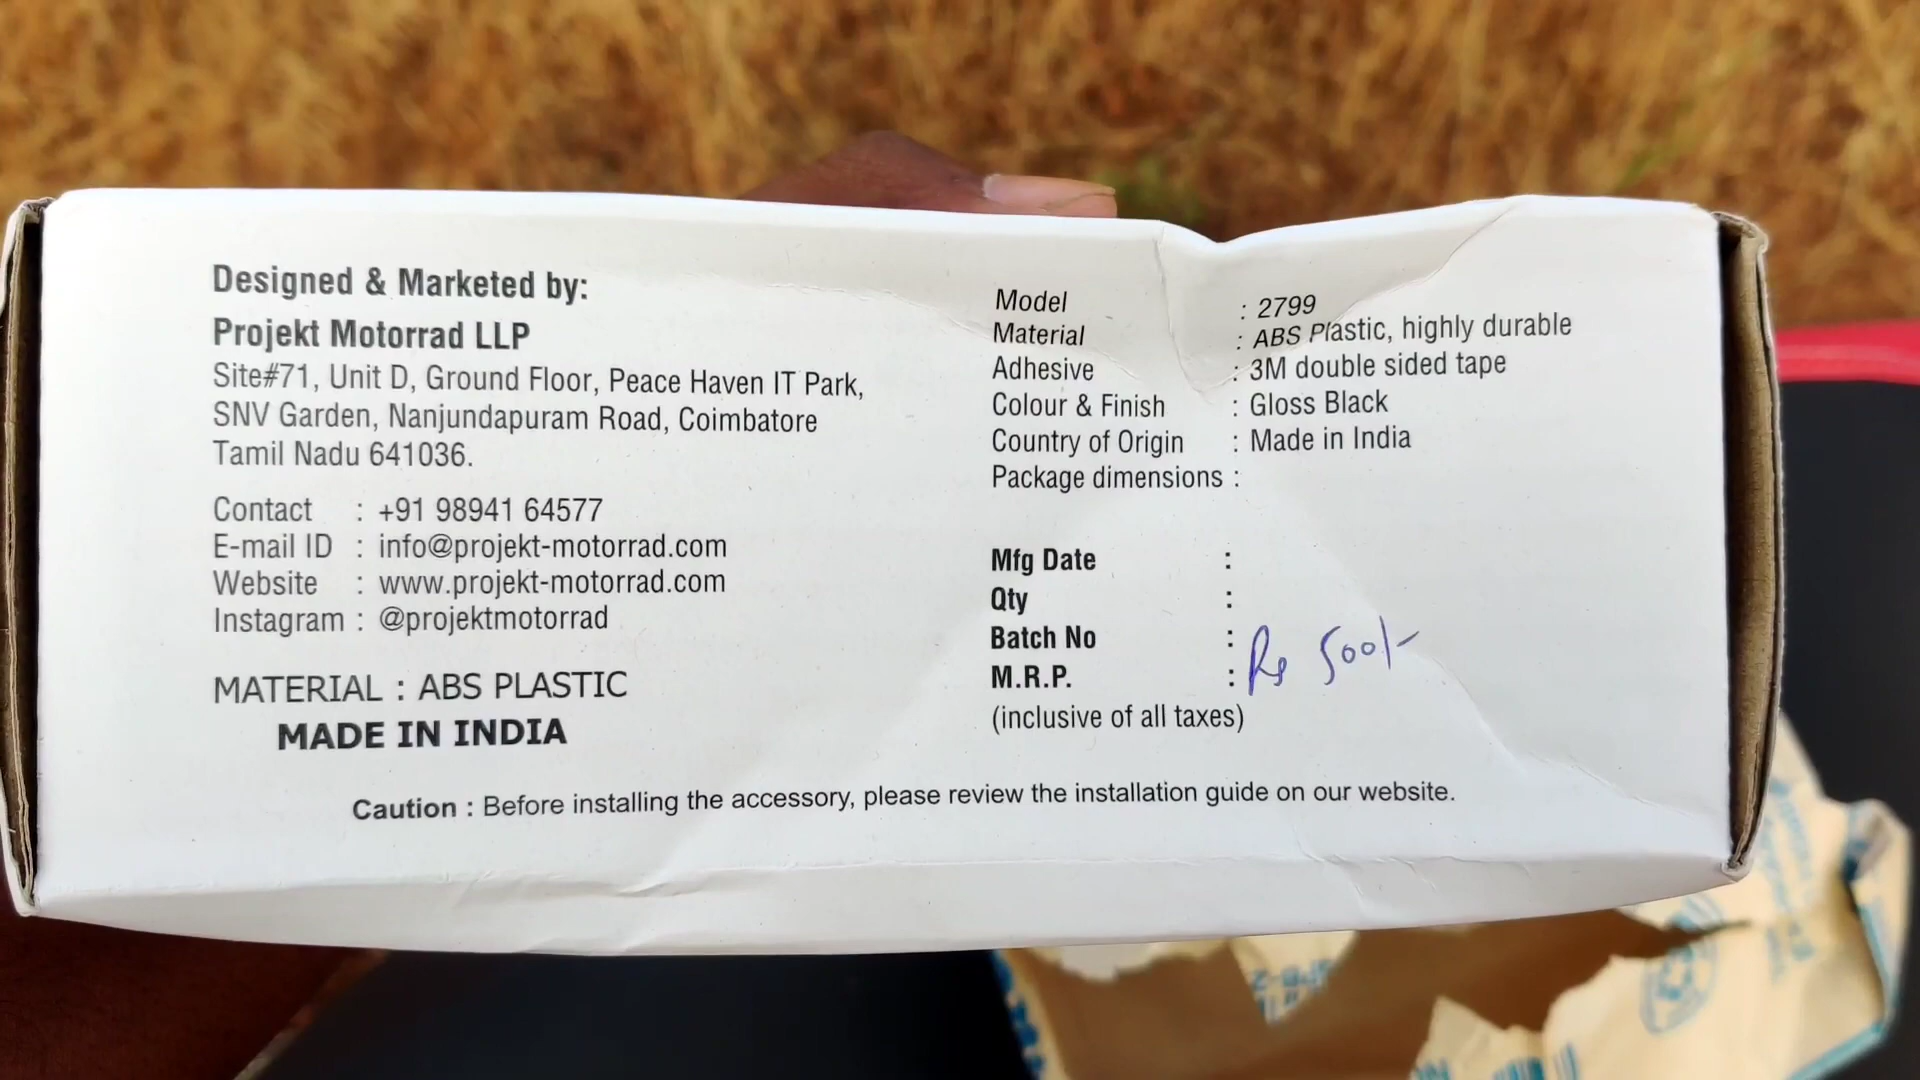 Designed & Marketed by:
Projekt Motorrad LLP
Site#71, Unit D, Ground Floor, Peace Haven IT Park,
SNV Garden, Nanjundapuram Road, Coimbatore
Tamil Nadu 641036.
Contact : +91 98941 64577
E-mail ID : info@projekt-motorrad.com
Website : www.projekt-motorrad.com
Instagram : @projektmotorrad
MATERIAL : ABS PLASTIC
MADE IN INDIA
Model : 2799
Material : ABS Plastic, highly durable
Adhesive : 3M double sided tape
Colour & Finish : Gloss Black
Country of Origin : Made in India
Package dimensions :
Mfg Date :
Qty :
Batch No :
M.R.P. : Rs 500/-
(inclusive of all taxes)
Caution : Before installing the accessory, please review the installation guide on our website.